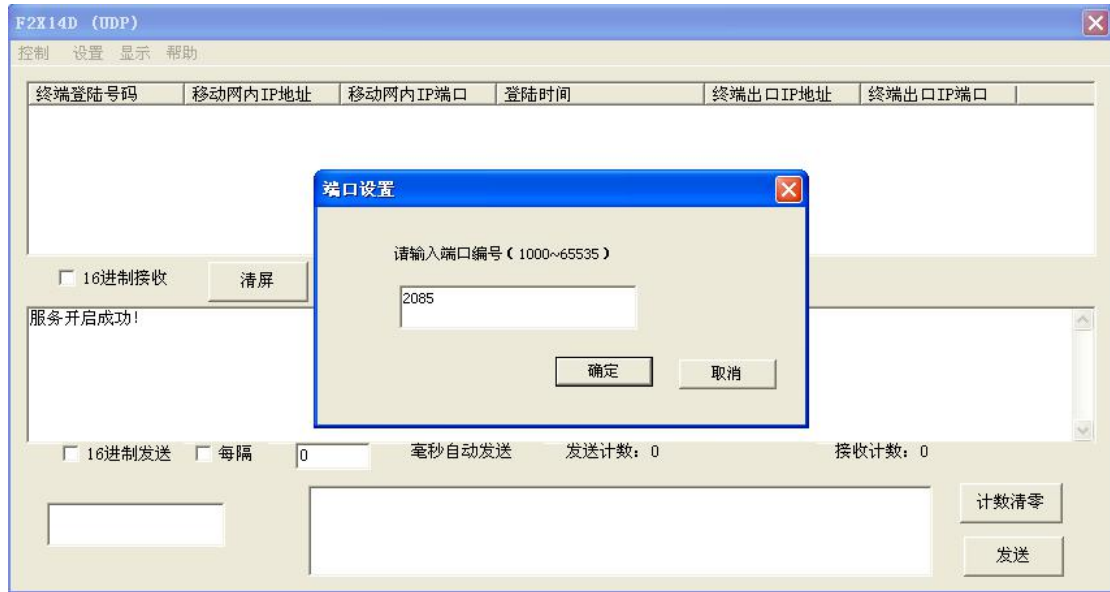 F2X14D (UDP)
控制 设置 显示 帮助
终端登陆号码 移动网内IP地址 移动网内IP端口 登陆时间 终端出口IP地址 终端出口IP端口
端口设置
请输入端口编号(1000~65535)
2085
确定 取消
16进制接收 清屏
服务开启成功!
16进制发送 每隔 0 毫秒自动发送 发送计数: 0 接收计数: 0
计数清零
发送